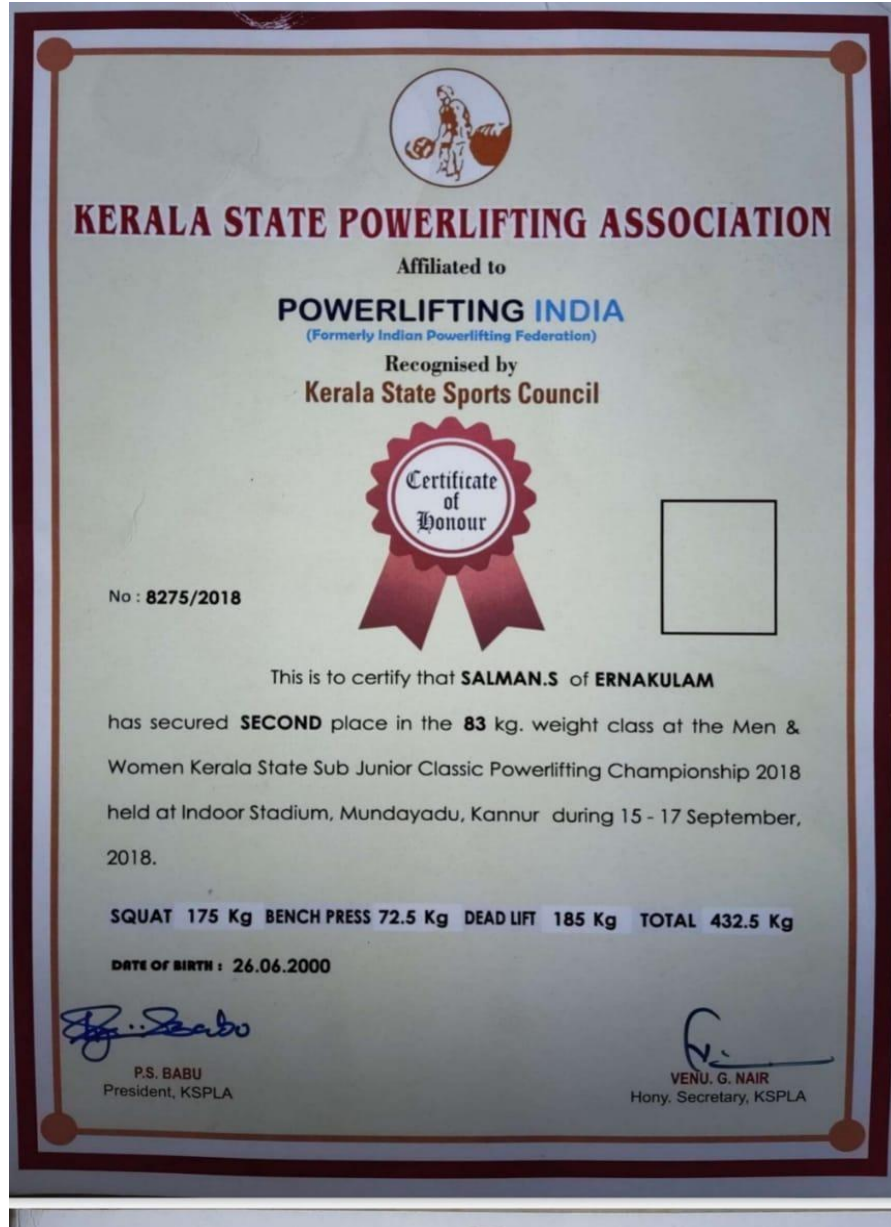 KERALA STATE POWERLIFTING ASSOCIATION
Affiliated to
POWERLIFTING INDIA
(Formerly Indian Powerlifting Federation)
Recognised by
Kerala State Sports Council
Certificate
of
Honour
No : 8275/2018
This is to certify that SALMAN.S of ERNAKULAM
has secured SECOND place in the 83 kg. weight class at the Men &
Women Kerala State Sub Junior Classic Powerlifting Championship 2018
held at Indoor Stadium, Mundayadu, Kannur during 15 - 17 September,
2018.
SQUAT 175 Kg BENCH PRESS 72.5 Kg DEAD LIFT 185 Kg TOTAL 432.5 Kg
DATE OF BIRTH : 26.06.2000
P.S. BABU
President, KSPLA
VENU. G. NAIR
Hony. Secretary, KSPLA